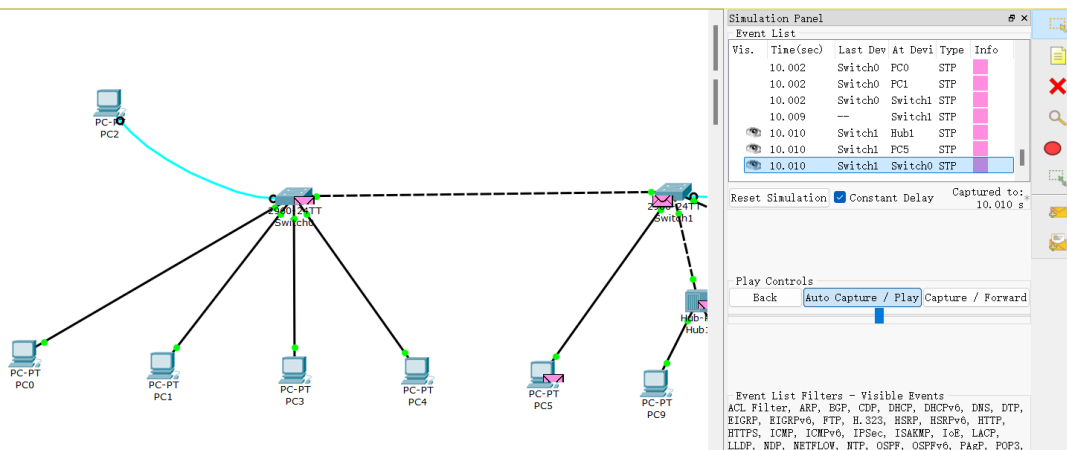 PC-PT
PC2
2960-24TT
Switch0
2960-24TT
Switch1
Hub1
PC-PT
PC0
PC-PT
PC1
PC-PT
PC3
PC-PT
PC4
PC-PT
PC5
PC-PT
PC9
Simulation Panel
Event List
Vis. Time(sec) Last Dev At Devi Type Info
10.002 Switch0 PC0 STP
10.002 Switch0 PC1 STP
10.002 Switch0 Switch1 STP
10.009 -- Switch1 STP
10.010 Switch1 Hub1 STP
10.010 Switch1 PC5 STP
10.010 Switch1 Switch0 STP
Reset Simulation Constant Delay Captured to:
10.010 s
Play Controls
Back Auto Capture / Play Capture / Forward
Event List Filters - Visible Events
ACL Filter, ARP, BGP, CDP, DHCP, DHCPv6, DNS, DTP,
EIGRP, EIGRPv6, FTP, H.323, HSRP, HSRPv6, HTTP,
HTTPS, ICMP, ICMPv6, IPSec, ISAKMP, IoE, LACP,
LLDP, NDP, NETFLOW, NTP, OSPF, OSPFv6, PAgP, POP3,